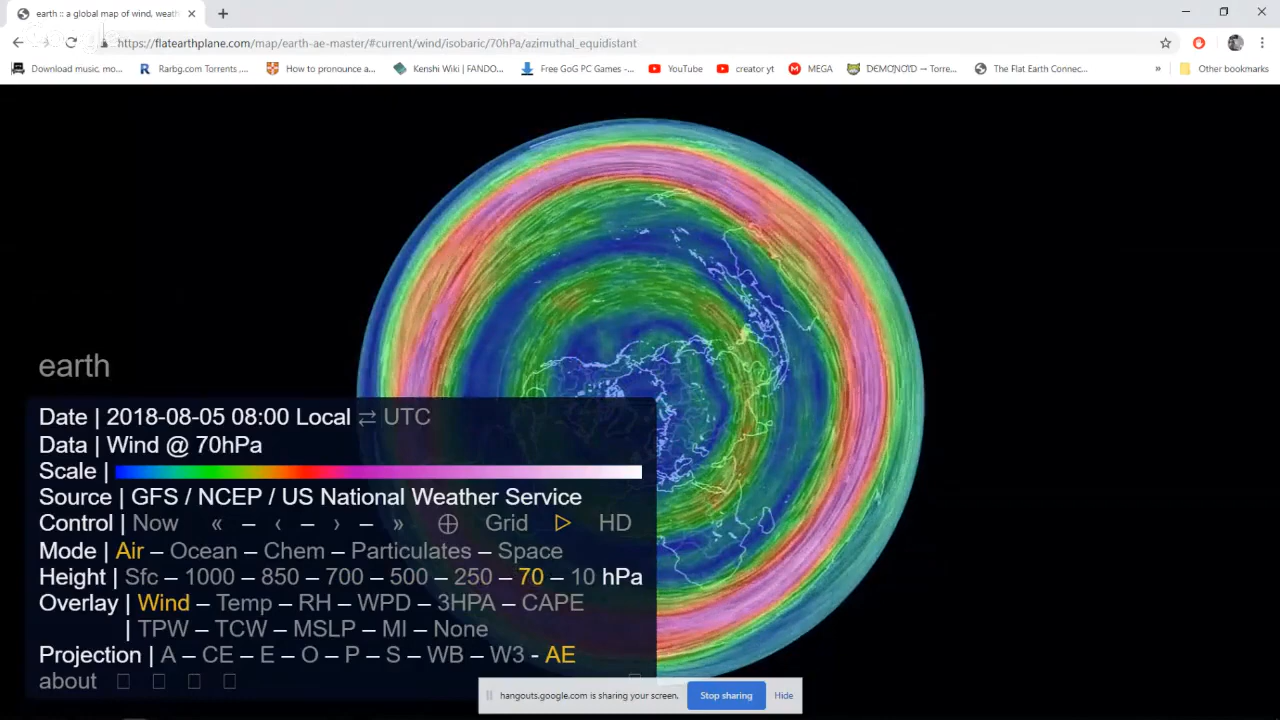 earth :: a global map of wind, weath
https://flatearthplane.com/map/earth-ae-master/#current/wind/isobaric/70hPa/azimuthal_equidistant
Download music, mo... Rarbg.com Torrents ,... How to pronounce a... Kenshi Wiki | FANDO... Free GoG PC Games -... YouTube creator yt MEGA The Flat Earth Connec... » Other bookmarks
earth
Date | 2018-08-05 08:00 Local ⇄ UTC
Data | Wind @ 70hPa
Scale |
Source | GFS / NCEP / US National Weather Service
Control | Now « – ‹ – › – » ⊕ Grid ▷ HD
Mode | Air – Ocean – Chem – Particulates – Space
Height | Sfc – 1000 – 850 – 700 – 500 – 250 – 70 – 10 hPa
Overlay | Wind – Temp – RH – WPD – 3HPA – CAPE
| TPW – TCW – MSLP – MI – None
Projection | A – CE – E – O – P – S – WB – W3 - AE
about
hangouts.google.com is sharing your screen. Stop sharing Hide